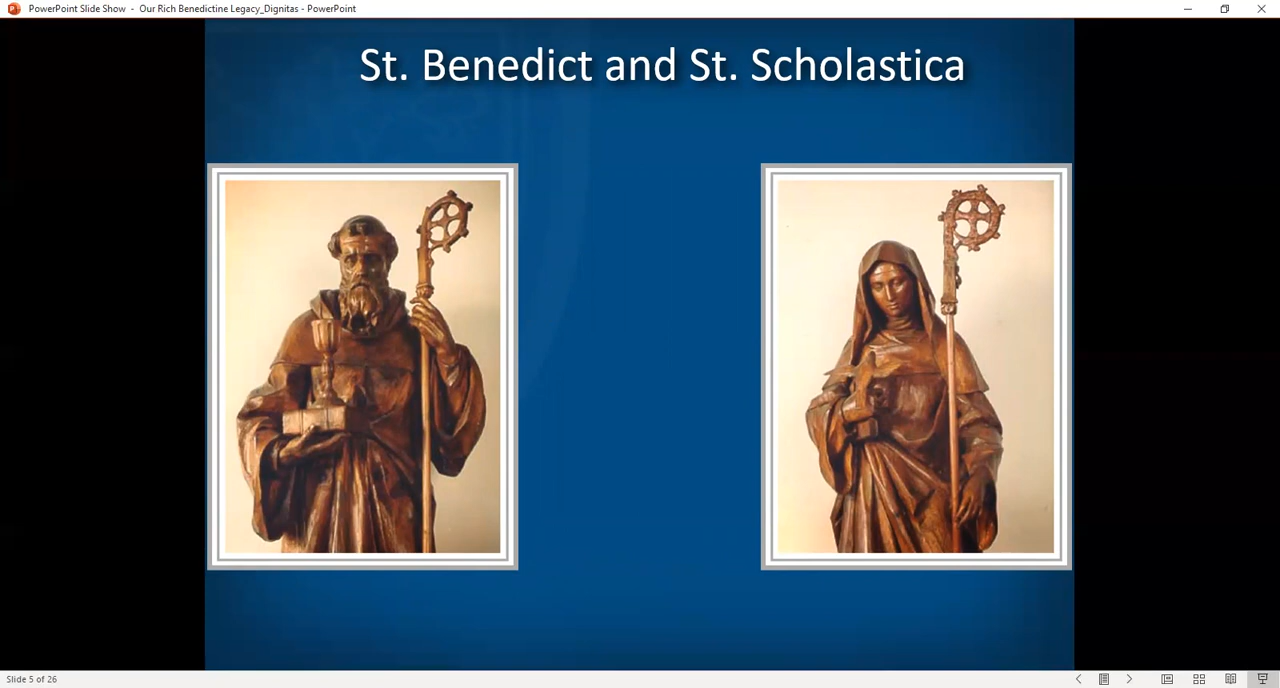 PowerPoint Slide Show - Our Rich Benedictine Legacy_Dignitas - PowerPoint
St. Benedict and St. Scholastica
Slide 5 of 26